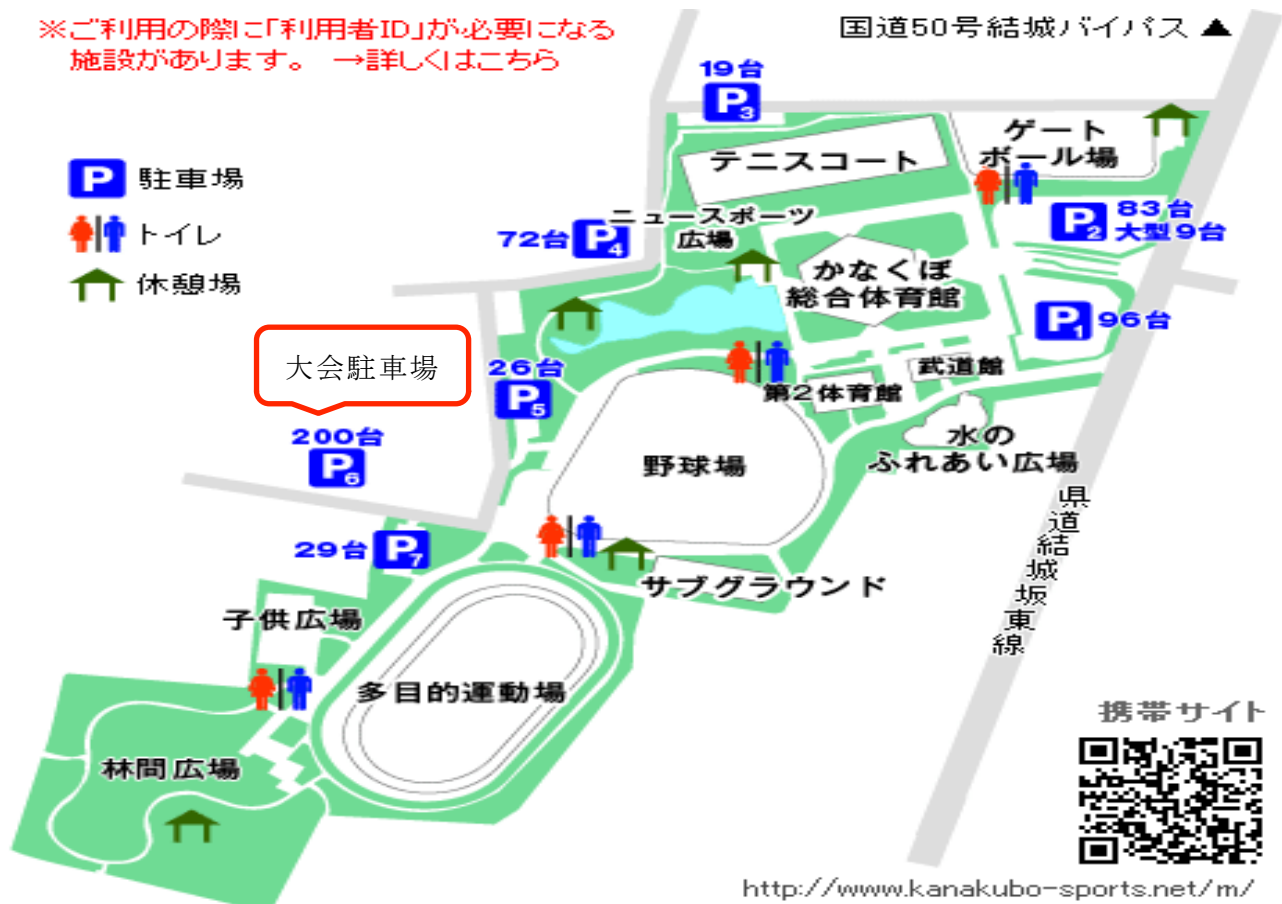 ※ご利用の際に「利用者ID」が必要になる
施設があります。 →詳しくはこちら
国道50号結城バイパス ▲
19台
P3
ゲート
ボール場
テニスコート
P 駐車場
トイレ
休憩場
ニュースポーツ
広場
72台 P4
P2 83台
大型9台
かなくぼ
総合体育館
P1 96台
大会駐車場
26台
P5
武道館
第2体育館
200台
P6
野球場
水の
ふれあい広場
県道結城坂東線
29台 P7
サブグラウンド
子供広場
多目的運動場
林間広場
携帯サイト
http://www.kanakubo-sports.net/m/